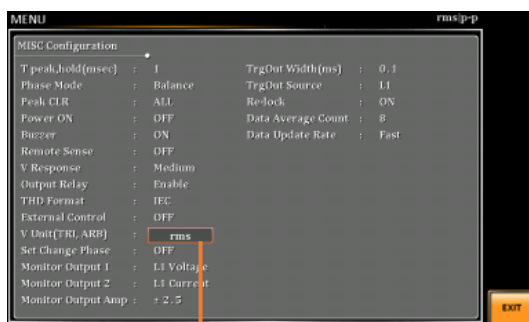 MENU
rms|p-p
MISC Configuration
T peak,hold(msec) : 1
Phase Mode : Balance
Peak CLR : ALL
Power ON : OFF
Buzzer : ON
Remote Sense : OFF
V Response : Medium
Output Relay : Enable
THD Format : IEC
External Control : OFF
V Unit(TRI, ARB) : rms
Set Change Phase : OFF
Monitor Output 1 : L1 Voltage
Monitor Output 2 : L1 Current
Monitor Output Amp : ± 2.5
TrgOut Width(ms) : 0.1
TrgOut Source : L1
Re-lock : ON
Data Average Count : 8
Data Update Rate : Fast
EXIT